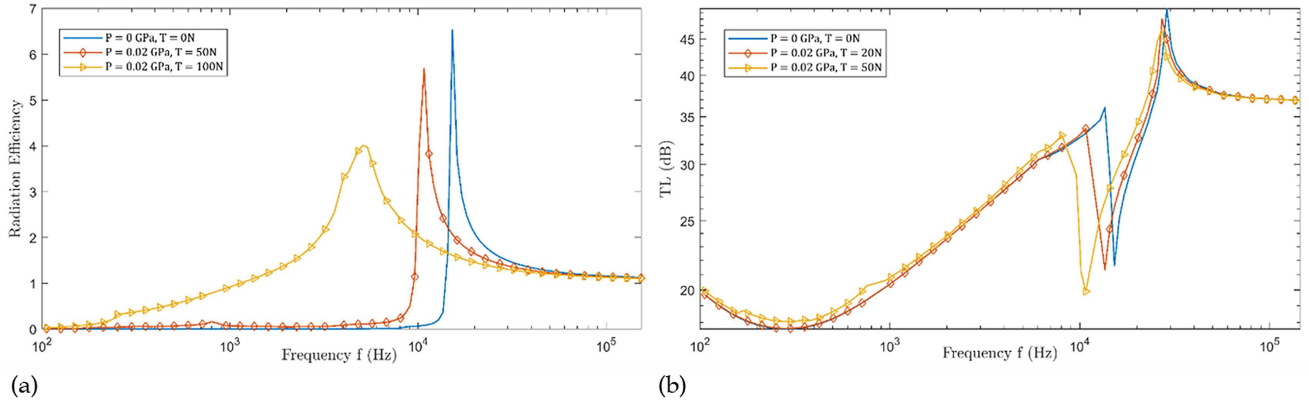 7
6
5
4
3
2
1
0
Radiation Efficiency
P = 0 GPa, T = 0N
P = 0.02 GPa, T = 50N
P = 0.02 GPa, T = 100N
10² 10³ 10⁴ 10⁵
Frequency f (Hz)
(a)
45
40
35
30
25
20
TL (dB)
P = 0 GPa, T = 0N
P = 0.02 GPa, T = 20N
P = 0.02 GPa, T = 50N
10² 10³ 10⁴ 10⁵
Frequency f (Hz)
(b)